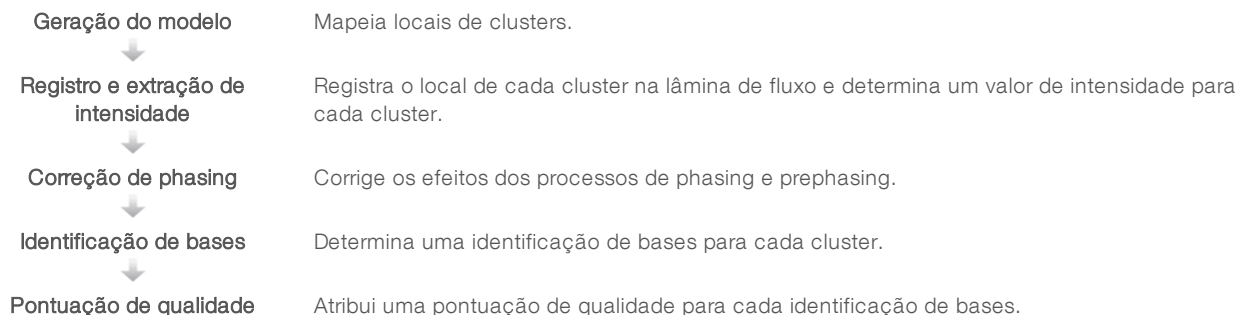 Geração do modelo
Mapeia locais de clusters.
Registro e extração de
intensidade
Registra o local de cada cluster na lâmina de fluxo e determina um valor de intensidade para
cada cluster.
Correção de phasing
Corrige os efeitos dos processos de phasing e prephasing.
Identificação de bases
Determina uma identificação de bases para cada cluster.
Pontuação de qualidade
Atribui uma pontuação de qualidade para cada identificação de bases.